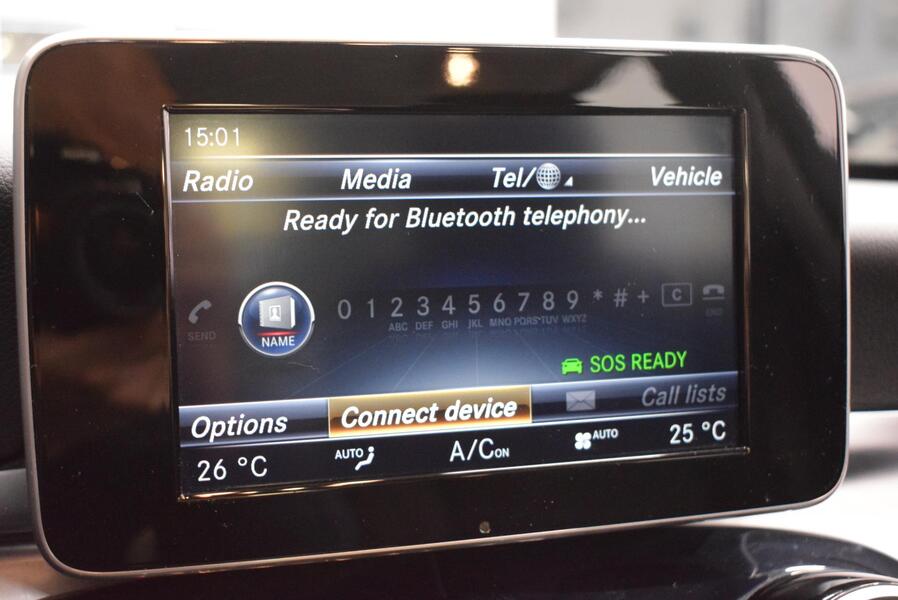 15:01
Radio Media Tel/ Vehicle
Ready for Bluetooth telephony...
SEND NAME 0 1 2 3 4 5 6 7 8 9 * # + C END
ABC DEF GHI JKL MNO PQRS TUV WXYZ
SOS READY
Options Connect device Call lists
26 °C AUTO A/C ON AUTO 25 °C